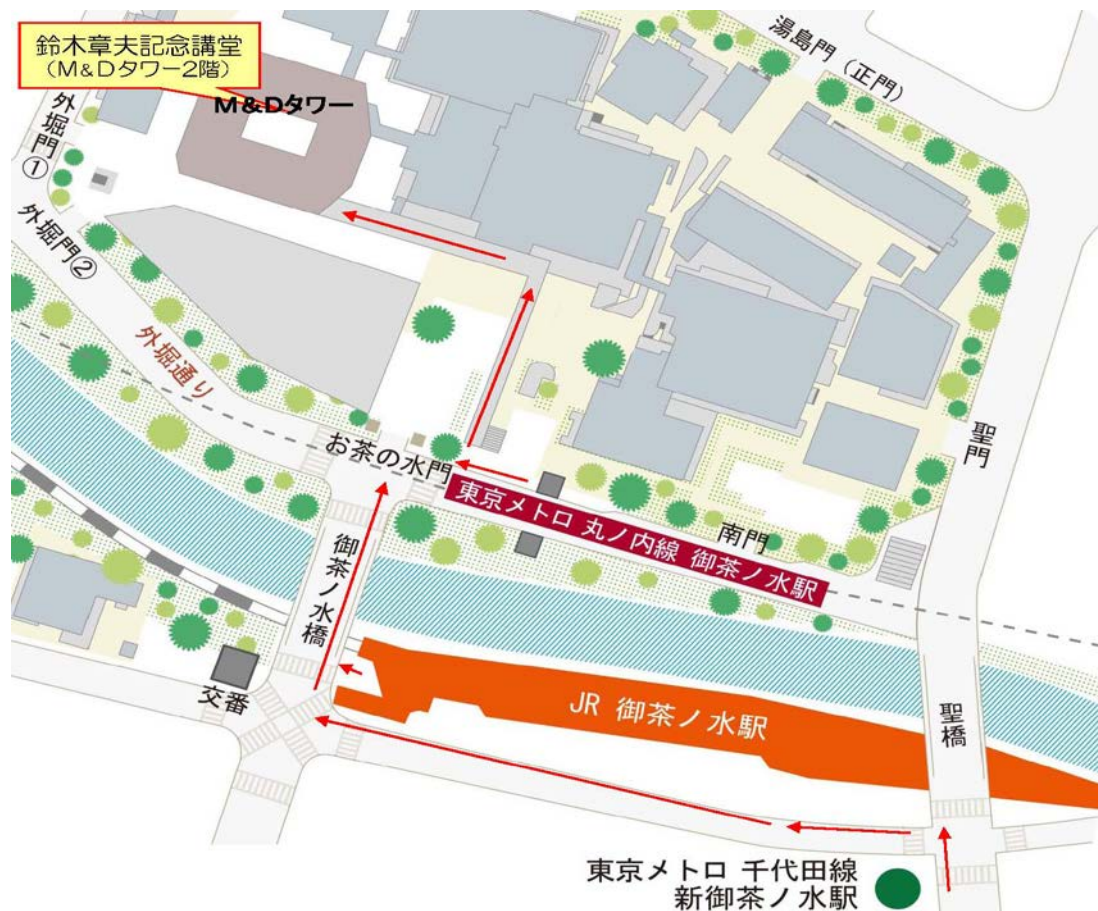 鈴木章夫記念講堂
(M&Dタワー2階)
M&Dタワー
湯島門(正門)
外堀門①
外堀門②
外堀通り
お茶の水門
東京メトロ 丸ノ内線 御茶ノ水駅
南門
聖門
御茶ノ水橋
交番
JR 御茶ノ水駅
聖橋
東京メトロ 千代田線
新御茶ノ水駅